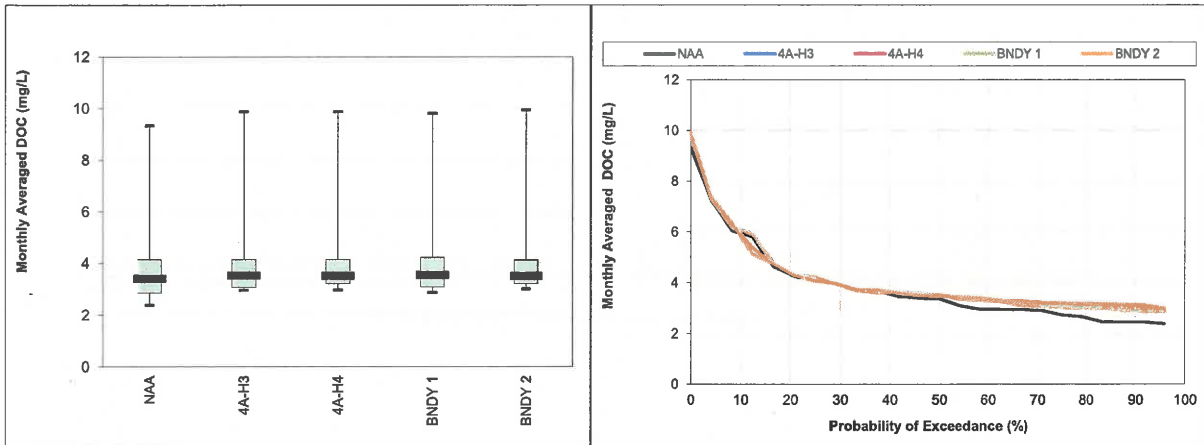 Monthly Averaged DOC (mg/L)
12
10
8
6
4
2
0
NAA
4A-H3
4A-H4
BNDY 1
BNDY 2
NAA 4A-H3 4A-H4 BNDY 1 BNDY 2
Monthly Averaged DOC (mg/L)
12
10
8
6
4
2
0
0 10 20 30 40 50 60 70 80 90 100
Probability of Exceedance (%)